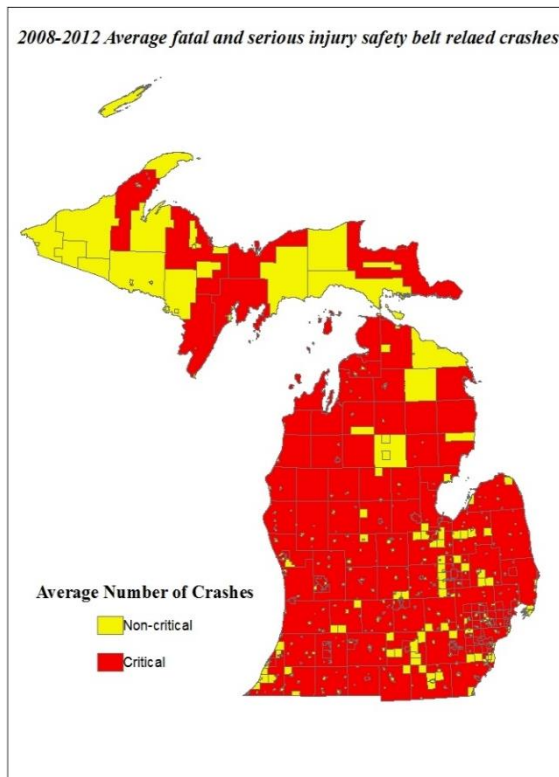 2008-2012 Average fatal and serious injury safety belt relaed crashes
Average Number of Crashes
Non-critical
Critical